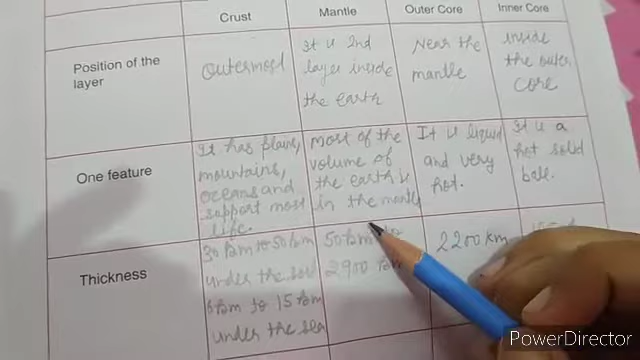 Crust Mantle Outer Core Inner Core
Position of the layer
Outermost
It is 2nd
layer inside
the earth
Near the
mantle
inside
the outer
core
One feature
It has plains,
mountains,
oceans and
support most
life.
most of the
volume of
the earth is
in the mantle
It is liquid
and very
hot.
It is a
hot solid
ball.
Thickness
30 km to 50 km
under the
6 km to 15 km
under the sea
50 km to
2900 km
2200 km
PowerDirector